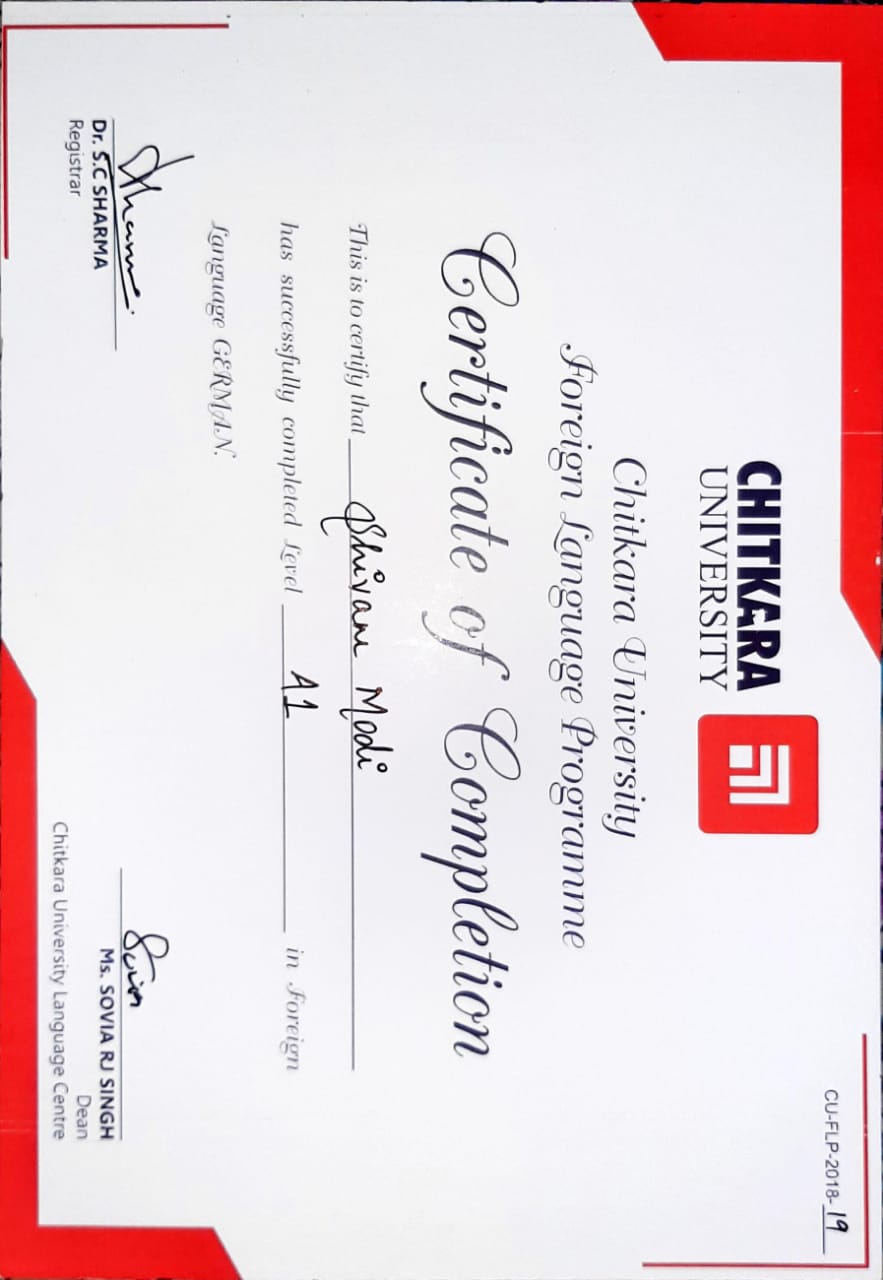 CU-FLP-2018-19
CHITKARA
UNIVERSITY
Chitkara University
Foreign Language Programme
Certificate of Completion
This is to certify that Shivani Modi
has successfully completed Level A1 in Foreign
Language GERMAN.
Dr. S.C SHARMA
Registrar
Ms. SOVIA RJ SINGH
Dean
Chitkara University Language Centre